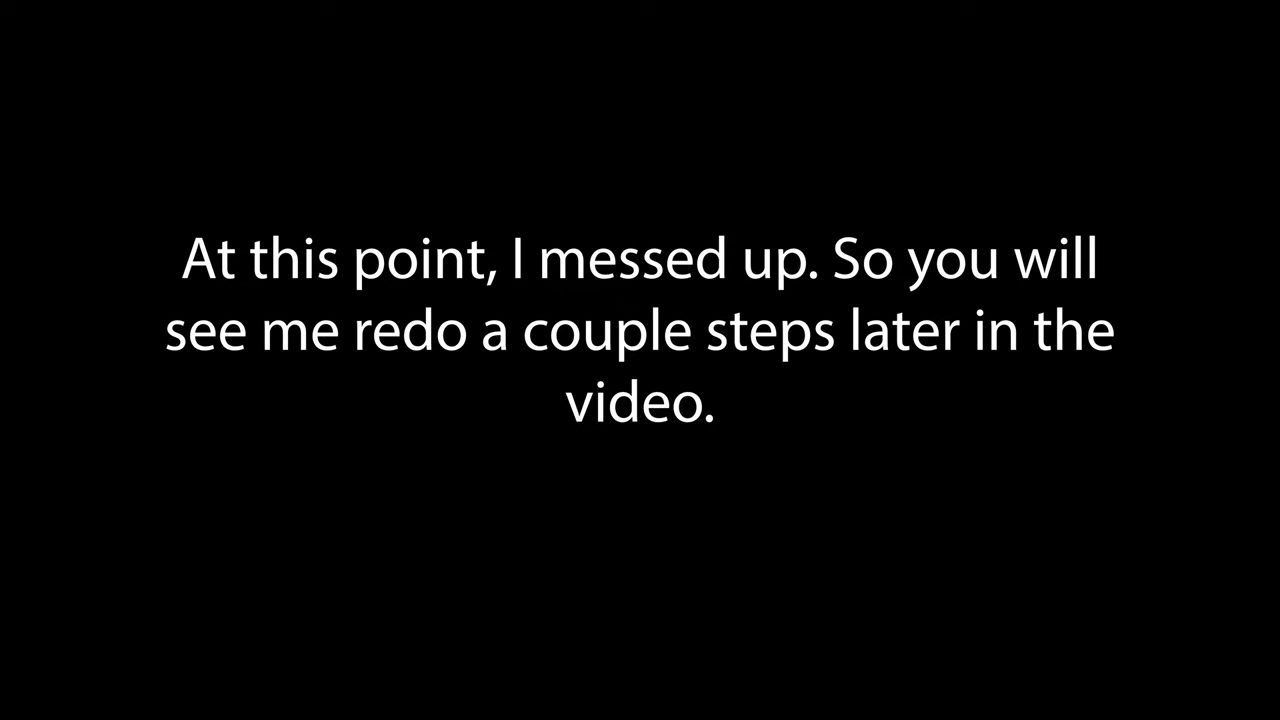 At this point, I messed up. So you will
see me redo a couple steps later in the
video.